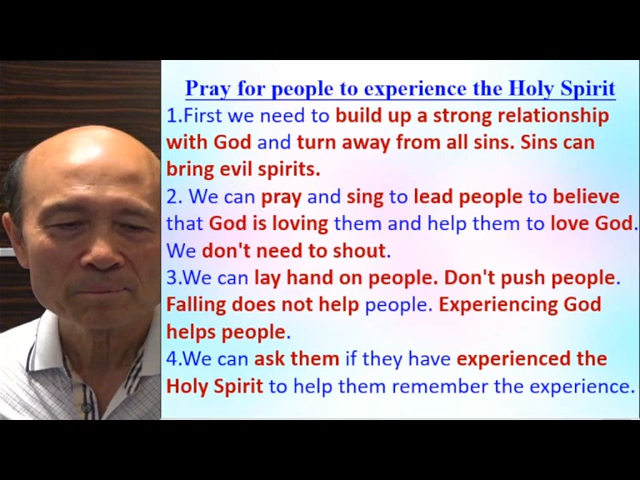 Pray for people to experience the Holy Spirit
1.First we need to build up a strong relationship
with God and turn away from all sins. Sins can
bring evil spirits.
2. We can pray and sing to lead people to believe
that God is loving them and help them to love God.
We don't need to shout.
3.We can lay hand on people. Don't push people.
Falling does not help people. Experiencing God
helps people.
4.We can ask them if they have experienced the
Holy Spirit to help them remember the experience.